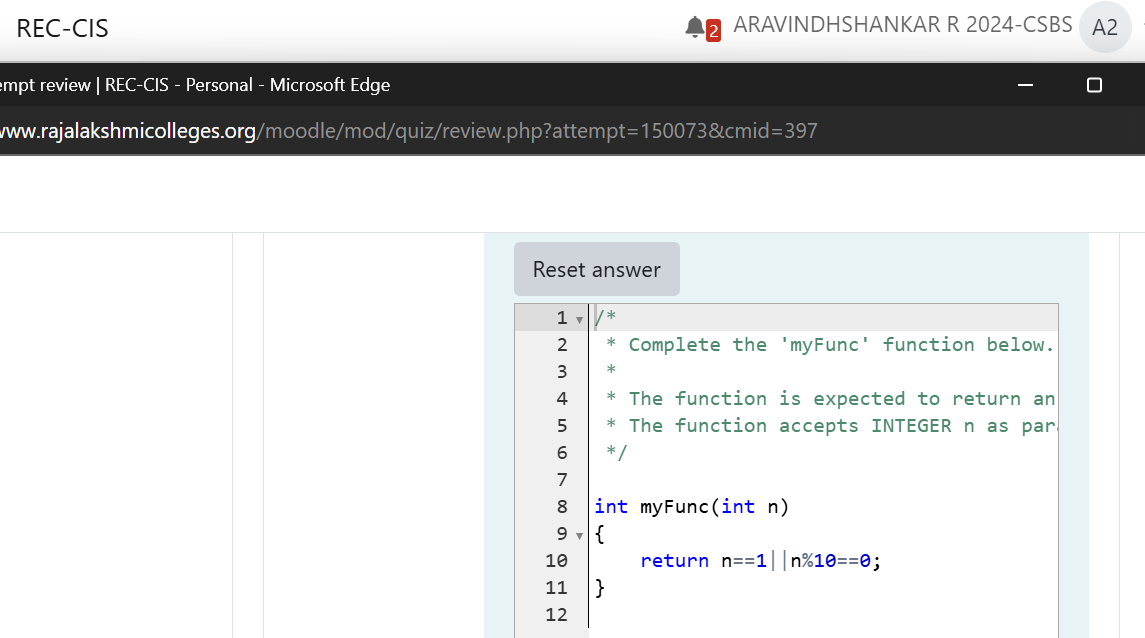 REC-CIS
2
ARAVINDHSHANKAR R 2024-CSBS
A2
empt review | REC-CIS - Personal - Microsoft Edge
www.rajalakshmicolleges.org/moodle/mod/quiz/review.php?attempt=150073&cmid=397
Reset answer
1 /*
2 * Complete the 'myFunc' function below.
3 *
4 * The function is expected to return an
5 * The function accepts INTEGER n as par
6 */
7
8 int myFunc(int n)
9 {
10 return n==1||n%10==0;
11 }
12